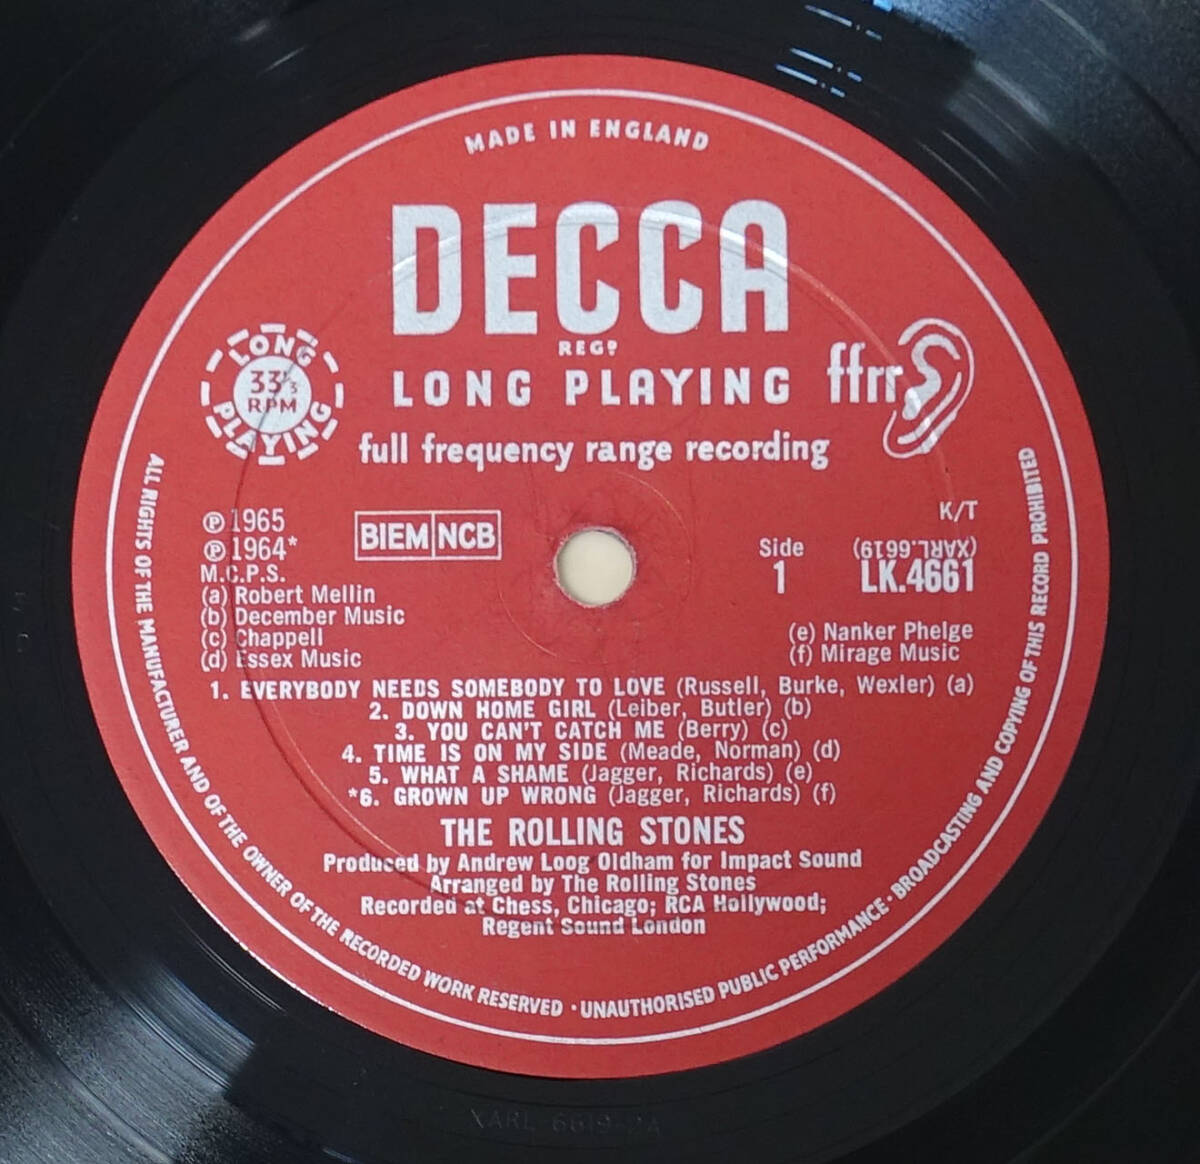 MADE IN ENGLAND
DECCA
REGD
LONG PLAYING
ffrr
full frequency range recording
LONG
33 1/3
RPM
PLAYING
℗ 1965
℗ 1964*
BIEM NCB
M.C.P.S.
(a) Robert Mellin
(b) December Music
(c) Chappell
(d) Essex Music
K/T
Side
1
(XARL.6619)
LK.4661
(e) Nanker Phelge
(f) Mirage Music
1. EVERYBODY NEEDS SOMEBODY TO LOVE (Russell, Burke, Wexler) (a)
2. DOWN HOME GIRL (Leiber, Butler) (b)
3. YOU CAN'T CATCH ME (Berry) (c)
4. TIME IS ON MY SIDE (Meade, Norman) (d)
5. WHAT A SHAME (Jagger, Richards) (e)
*6. GROWN UP WRONG (Jagger, Richards) (f)
THE ROLLING STONES
Produced by Andrew Loog Oldham for Impact Sound
Arranged by The Rolling Stones
Recorded at Chess, Chicago; RCA Hollywood;
Regent Sound London
ALL RIGHTS OF THE MANUFACTURER AND OF THE OWNER OF THE RECORDED WORK RESERVED · UNAUTHORISED PUBLIC PERFORMANCE · BROADCASTING AND COPYING OF THIS RECORD PROHIBITED
XARL 6619-2A